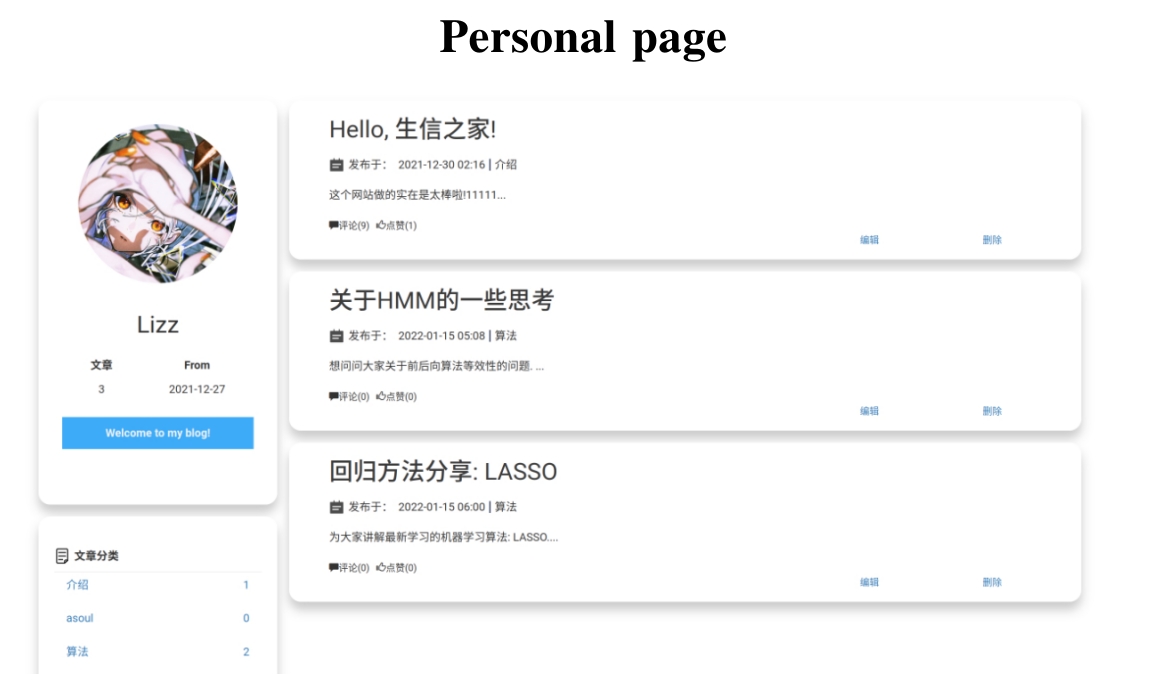 Personal page
Lizz
文章 From
3 2021-12-27
Welcome to my blog!
文章分类
介绍 1
asoul 0
算法 2
Hello, 生信之家!
发布于： 2021-12-30 02:16 | 介绍
这个网站做的实在是太棒啦!11111...
评论(9) 点赞(1)
编辑 删除
关于HMM的一些思考
发布于： 2022-01-15 05:08 | 算法
想问问大家关于前后向算法等效性的问题. ...
评论(0) 点赞(0)
编辑 删除
回归方法分享: LASSO
发布于： 2022-01-15 06:00 | 算法
为大家讲解最新学习的机器学习算法: LASSO....
评论(0) 点赞(0)
编辑 删除